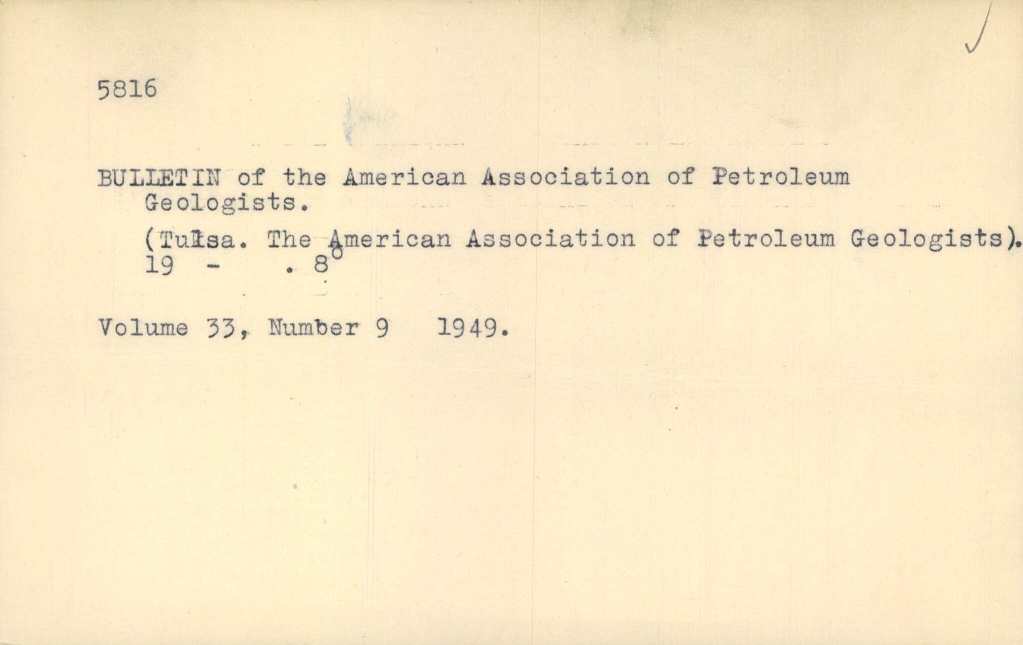 5816
BULLETIN of the American Association of Petroleum
Geologists.
(Tulsa. The American Association of Petroleum Geologists).
19 - . 8°
Volume 33, Number 9 1949.